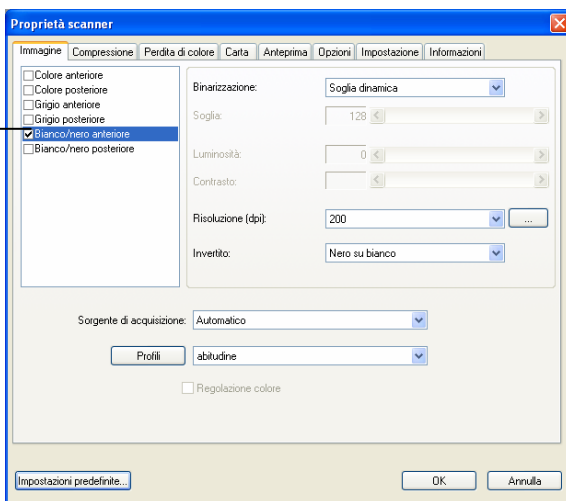 Proprietà scanner
Immagine Compressione Perdita di colore Carta Anteprima Opzioni Impostazione Informazioni
Colore anteriore
Colore posteriore
Grigio anteriore
Grigio posteriore
Bianco/nero anteriore
Bianco/nero posteriore
Binarizzazione: Soglia dinamica
Soglia: 128
Luminosità: 0
Contrasto:
Risoluzione (dpi): 200 ...
Invertito: Nero su bianco
Sorgente di acquisizione: Automatico
Profili abitudine
Regolazione colore
Impostazioni predefinite... OK Annulla